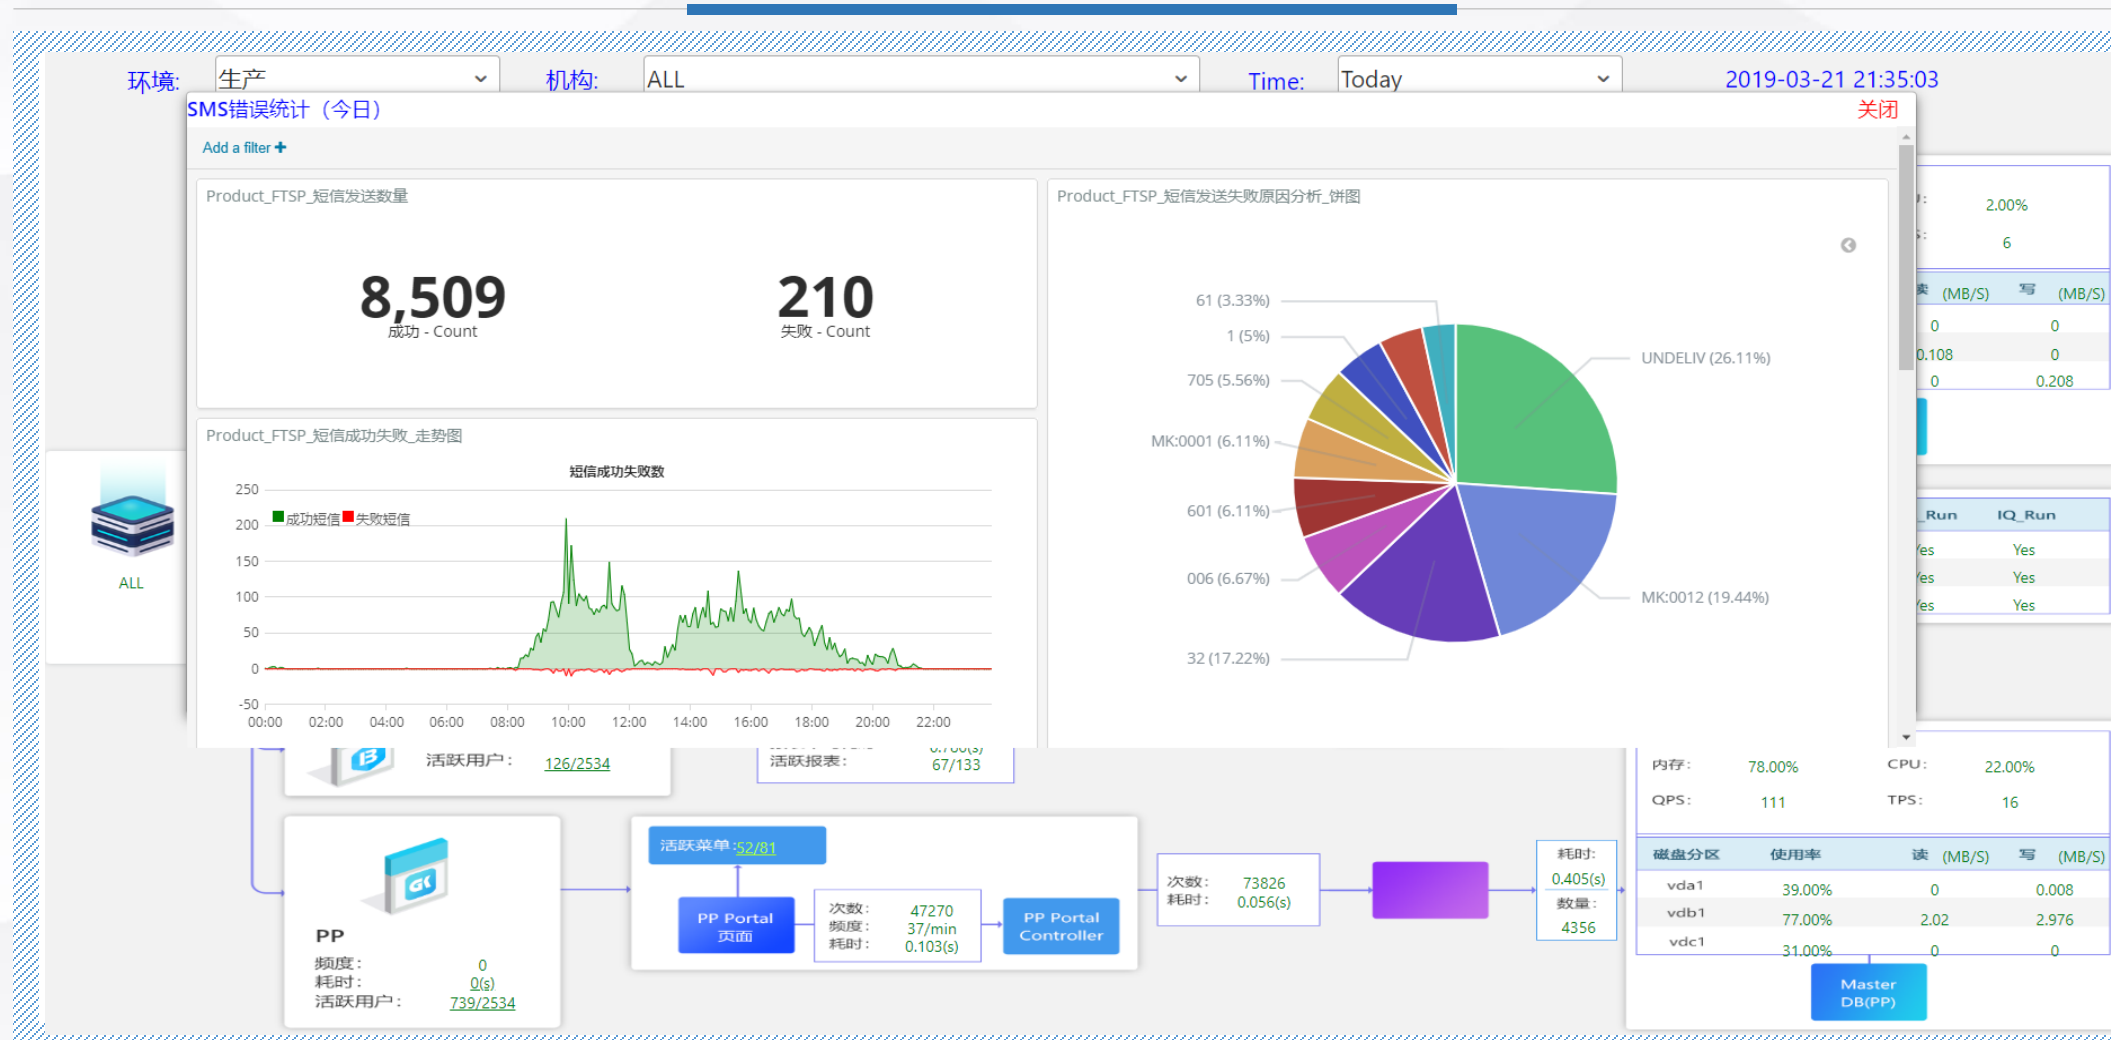 环境: 生产 机构: ALL Time: Today 2019-03-21 21:35:03
SMS错误统计（今日） 关闭
Add a filter
Product_FTSP_短信发送数量
8,509
成功 - Count
210
失败 - Count
Product_FTSP_短信发送失败原因分析_饼图
61 (3.33%)
1 (5%)
705 (5.56%)
MK:0001 (6.11%)
601 (6.11%)
006 (6.67%)
32 (17.22%)
UNDELIV (26.11%)
MK:0012 (19.44%)
Product_FTSP_短信成功失败_走势图
短信成功失败数
成功短信 失败短信
250
200
150
100
50
0
-50
00:00 02:00 04:00 06:00 08:00 10:00 12:00 14:00 16:00 18:00 20:00 22:00
ALL
2.00%
6
(MB/S) 写 (MB/S)
0 0
0.108 0
0 0.208
_Run IQ_Run
Yes Yes
Yes Yes
Yes Yes
活跃用户: 126/2534
活跃报表: 67/133
PP
频度: 0
耗时: 0(s)
活跃用户: 739/2534
活跃菜单:52/81
PP Portal
页面
次数: 47270
频度: 37/min
耗时: 0.103(s)
PP Portal
Controller
次数: 73826
耗时: 0.056(s)
耗时:
0.405(s)
数量:
4356
内存: 78.00% CPU: 22.00%
QPS: 111 TPS: 16
磁盘分区 使用率 读 (MB/S) 写 (MB/S)
vda1 39.00% 0 0.008
vdb1 77.00% 2.02 2.976
vdc1 31.00% 0 0
Master
DB(PP)